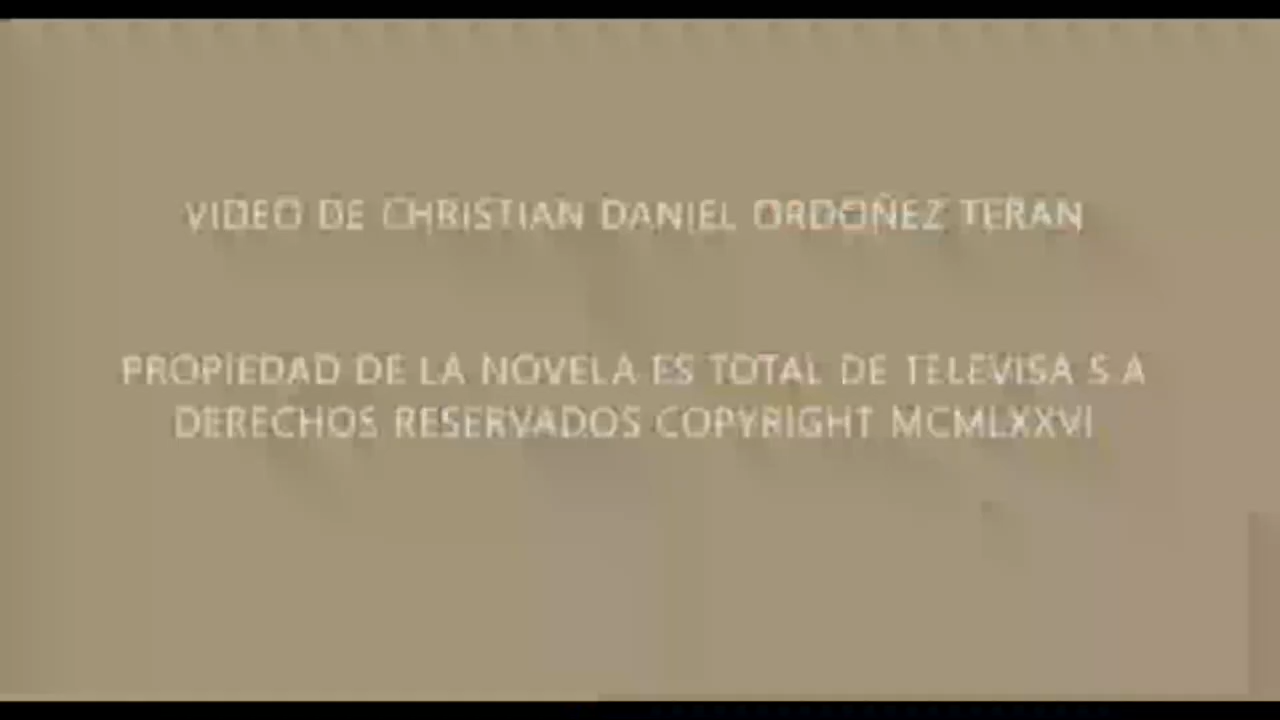 VIDEO DE CHRISTIAN DANIEL ORDOÑEZ TERAN
PROPIEDAD DE LA NOVELA ES TOTAL DE TELEVISA S.A
DERECHOS RESERVADOS COPYRIGHT MCMLXXVI